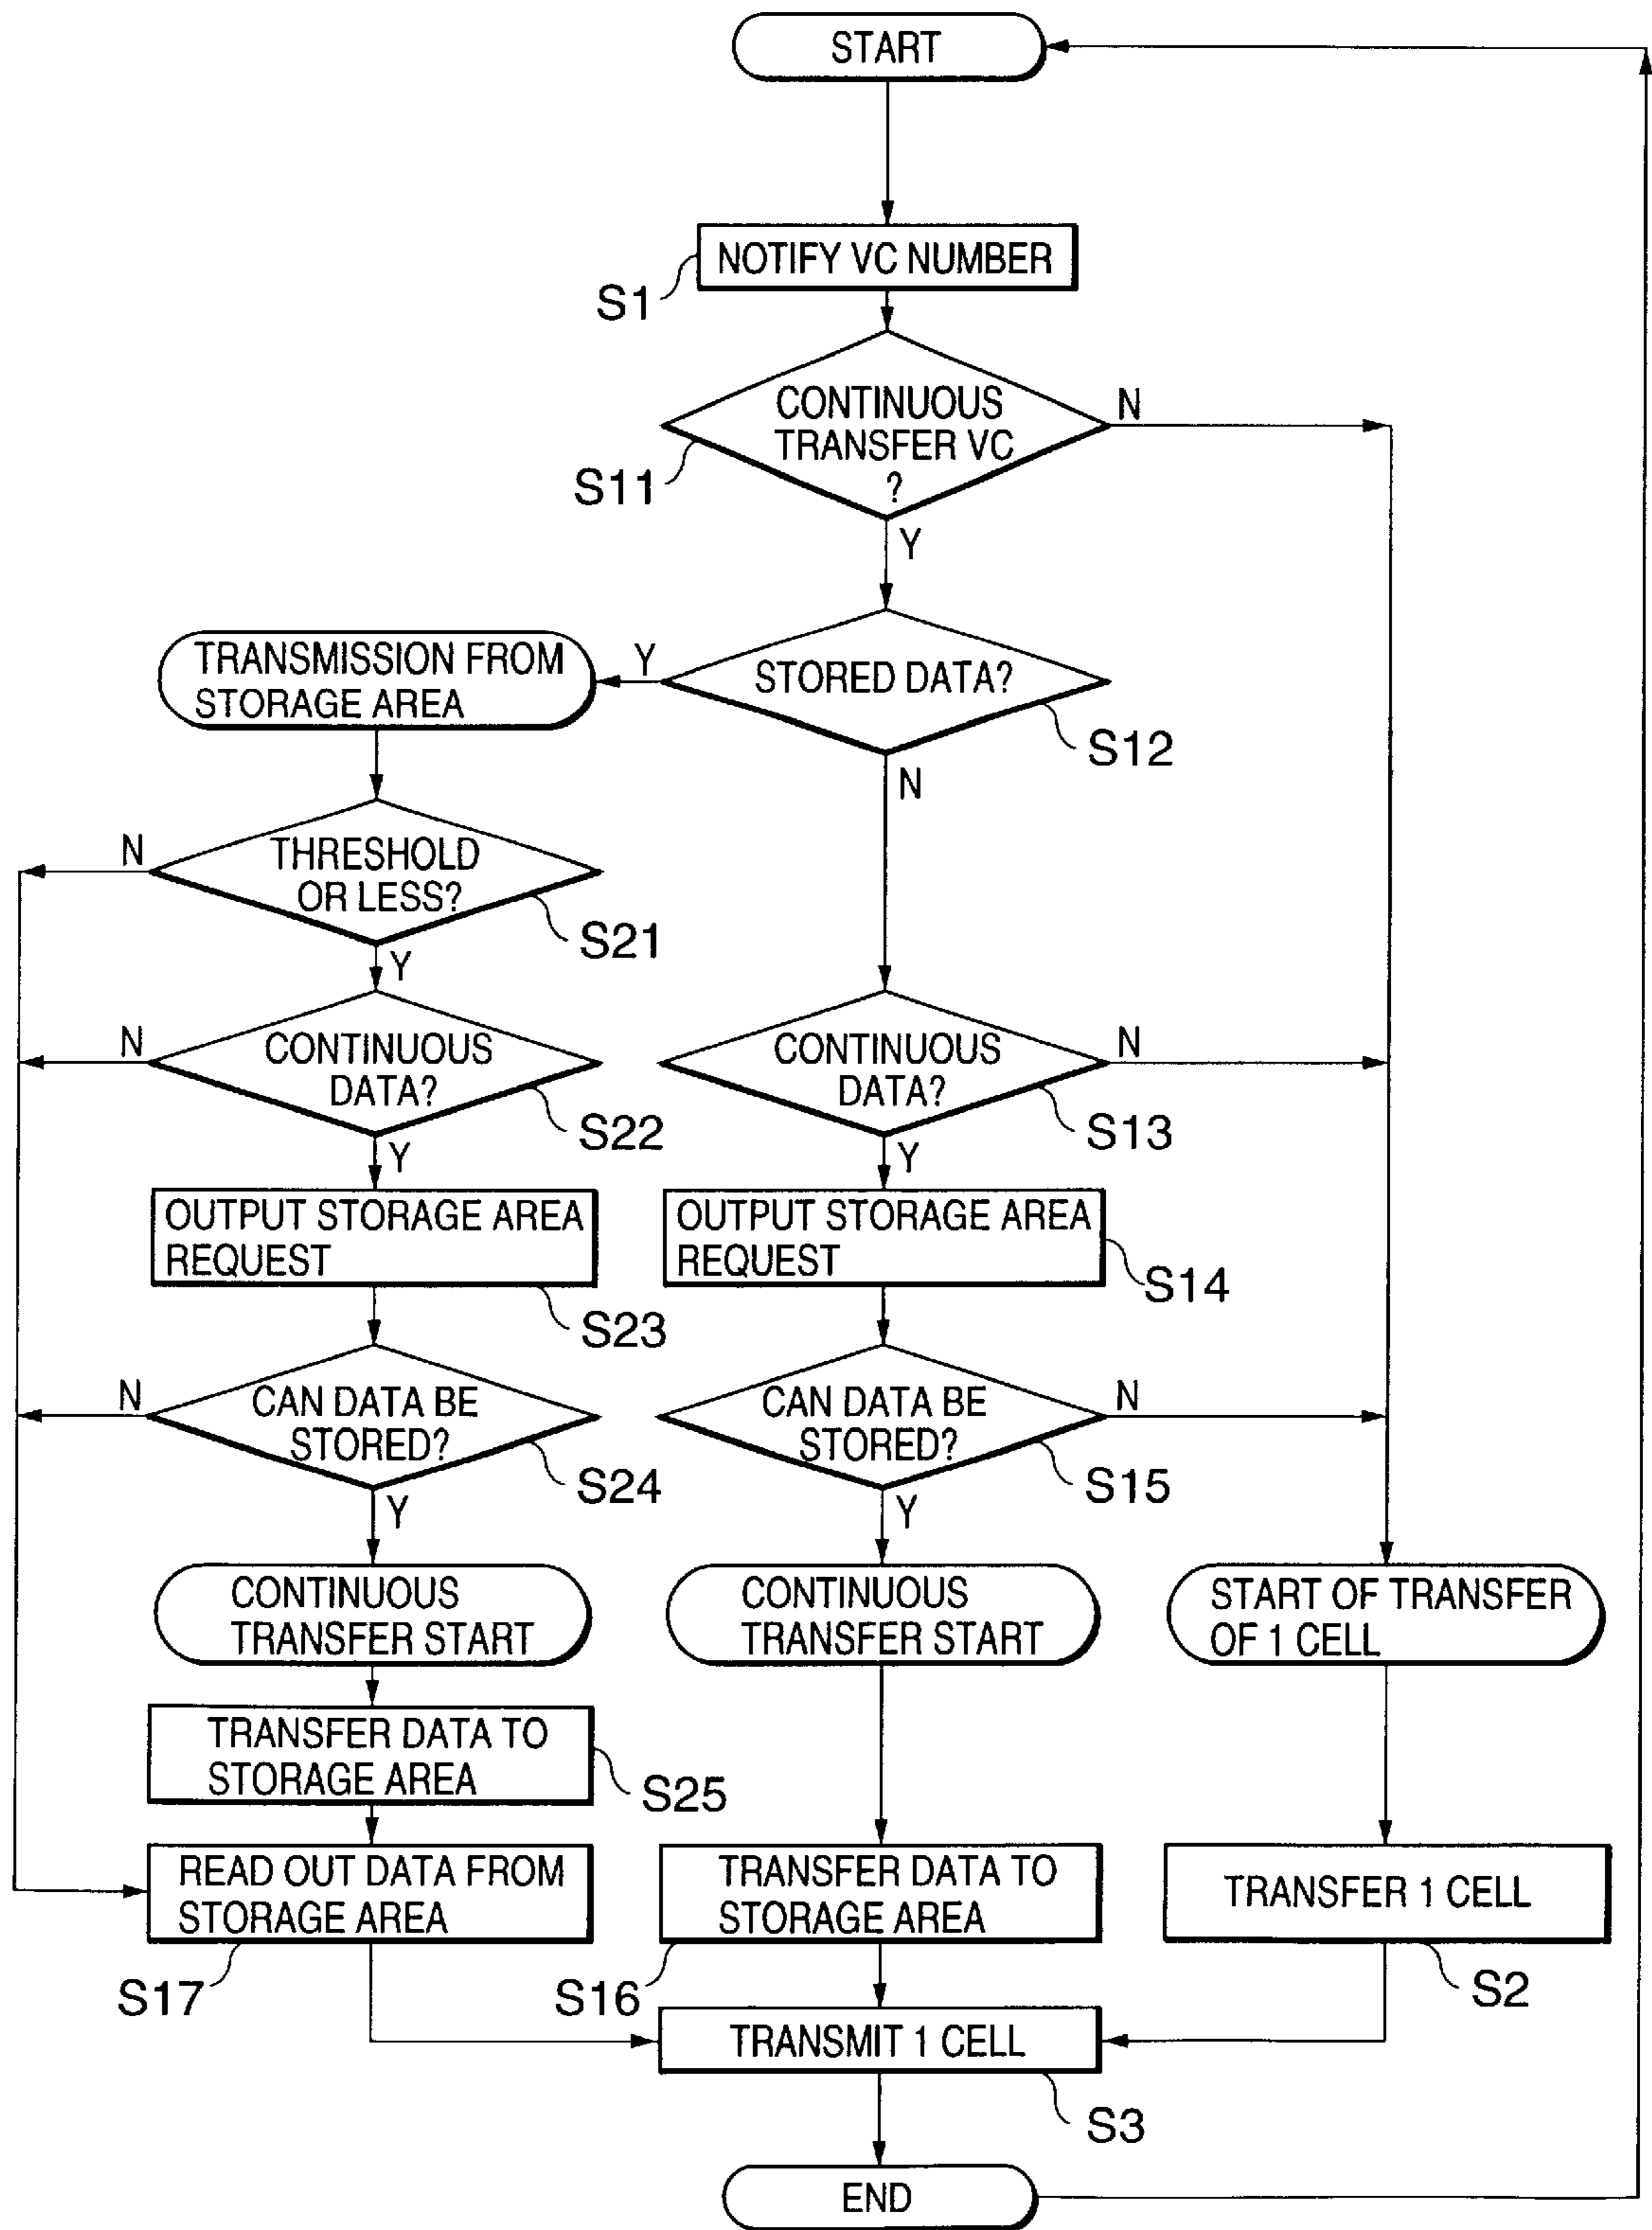 START
NOTIFY VC NUMBER
S1
CONTINUOUS
TRANSFER VC
?
N
S11
Y
STORED DATA?
Y
S12
N
TRANSMISSION FROM
STORAGE AREA
THRESHOLD
OR LESS?
N
S21
Y
CONTINUOUS
DATA?
N
S22
Y
CONTINUOUS
DATA?
N
S13
Y
OUTPUT STORAGE AREA
REQUEST
S23
OUTPUT STORAGE AREA
REQUEST
S14
CAN DATA BE
STORED?
N
S24
Y
CAN DATA BE
STORED?
N
S15
Y
CONTINUOUS
TRANSFER START
CONTINUOUS
TRANSFER START
START OF TRANSFER
OF 1 CELL
TRANSFER DATA TO
STORAGE AREA
S25
READ OUT DATA FROM
STORAGE AREA
S17
TRANSFER DATA TO
STORAGE AREA
S16
TRANSFER 1 CELL
S2
TRANSMIT 1 CELL
S3
END